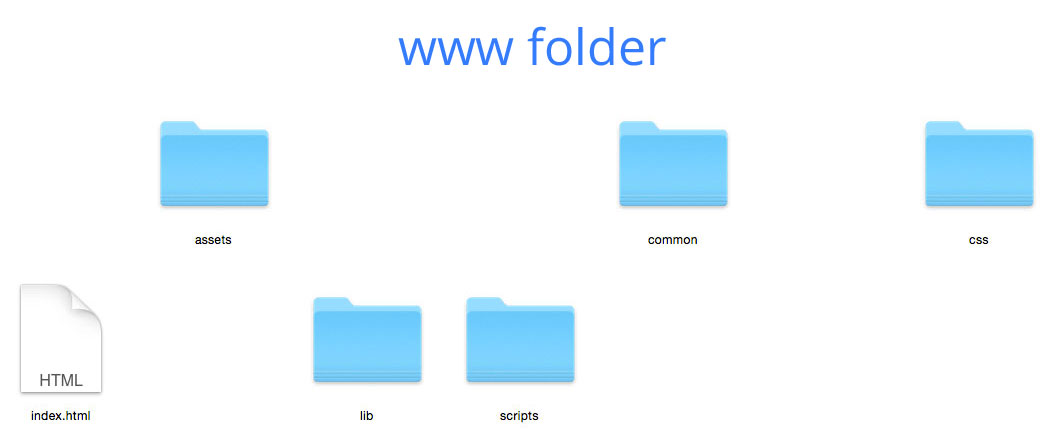 www folder
assets
common
css
HTML
index.html
lib
scripts